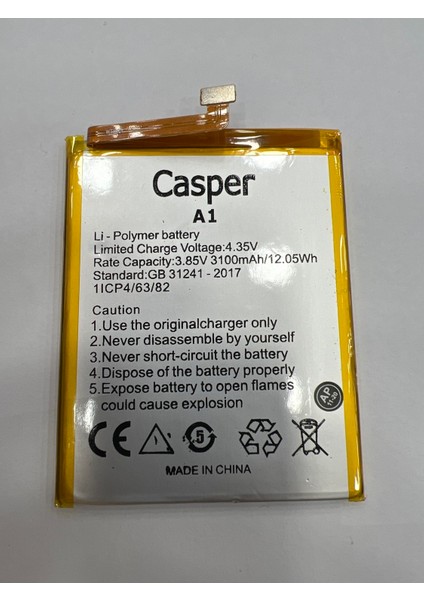 Casper
A1
Li - Polymer battery
Limited Charge Voltage:4.35V
Rate Capacity:3.85V 3100mAh/12.05Wh
Standard:GB 31241 - 2017
1ICP4/63/82
Caution
1.Use the originalcharger only
2.Never disassemble by yourself
3.Never short-circuit the battery
4.Dispose of the battery properly
5.Expose battery to open flames
could cause explosion
AP
CE
5
MADE IN CHINA